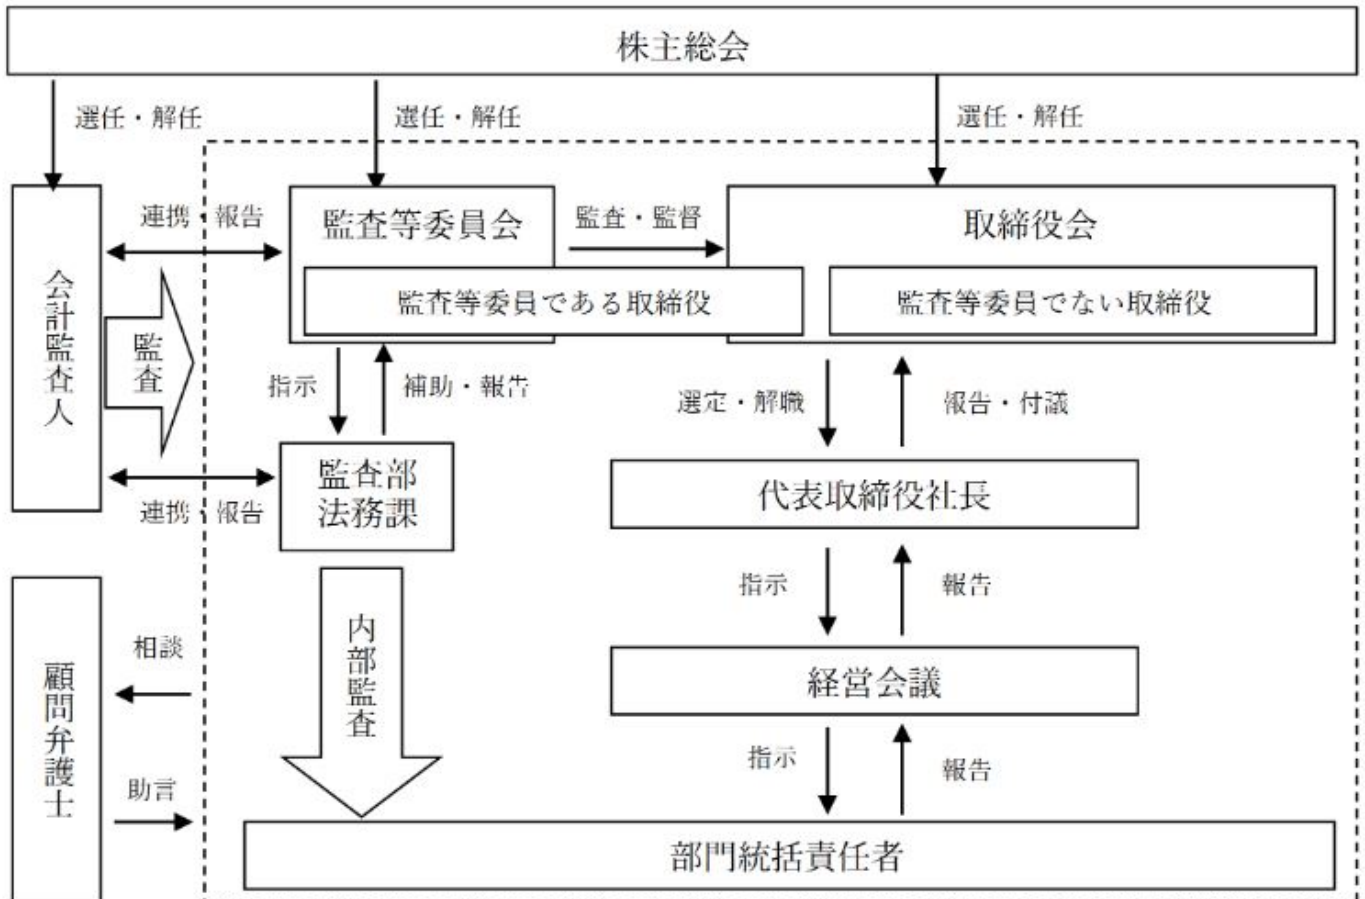 株主総会
選任・解任
選任・解任
選任・解任
連携・報告
監査等委員会
監査・監督
取締役会
監査等委員である取締役
監査等委員でない取締役
会計監査人
監査
指示
補助・報告
選定・解職
報告・付議
監査部
法務課
連携・報告
代表取締役社長
指示
報告
内部監査
相談
顧問弁護士
経営会議
指示
報告
助言
部門統括責任者